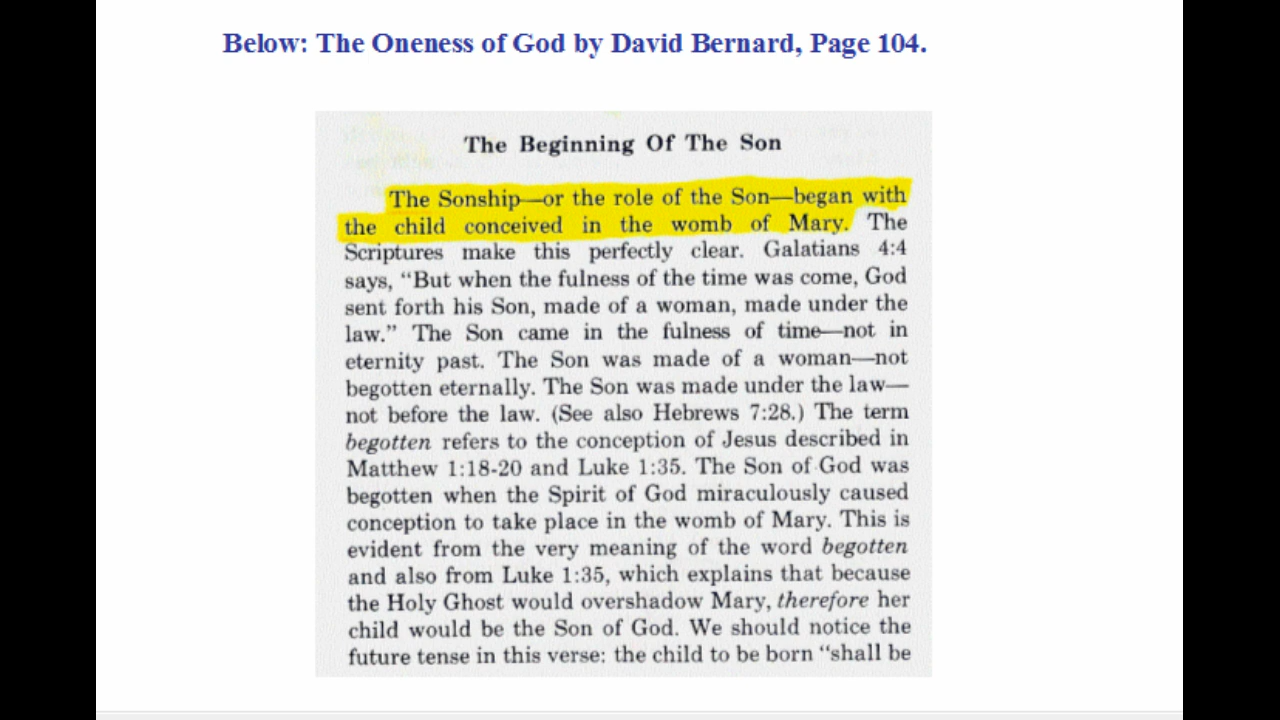 Below: The Oneness of God by David Bernard, Page 104.
The Beginning Of The Son
The Sonship—or the role of the Son—began with
the child conceived in the womb of Mary. The
Scriptures make this perfectly clear. Galatians 4:4
says, “But when the fulness of the time was come, God
sent forth his Son, made of a woman, made under the
law.” The Son came in the fulness of time—not in
eternity past. The Son was made of a woman—not
begotten eternally. The Son was made under the law—
not before the law. (See also Hebrews 7:28.) The term
begotten refers to the conception of Jesus described in
Matthew 1:18-20 and Luke 1:35. The Son of God was
begotten when the Spirit of God miraculously caused
conception to take place in the womb of Mary. This is
evident from the very meaning of the word begotten
and also from Luke 1:35, which explains that because
the Holy Ghost would overshadow Mary, therefore her
child would be the Son of God. We should notice the
future tense in this verse: the child to be born “shall be